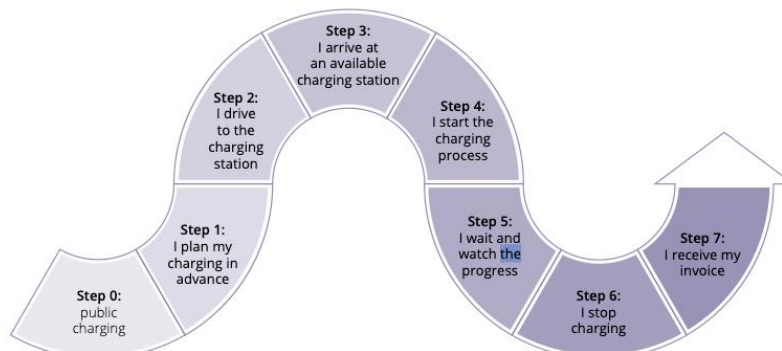 Step 0:
public
charging
Step 1:
I plan my
charging in
advance
Step 2:
I drive
to the
charging
station
Step 3:
I arrive at
an available
charging station
Step 4:
I start the
charging
process
Step 5:
I wait and
watch the
progress
Step 6:
I stop
charging
Step 7:
I receive my
invoice